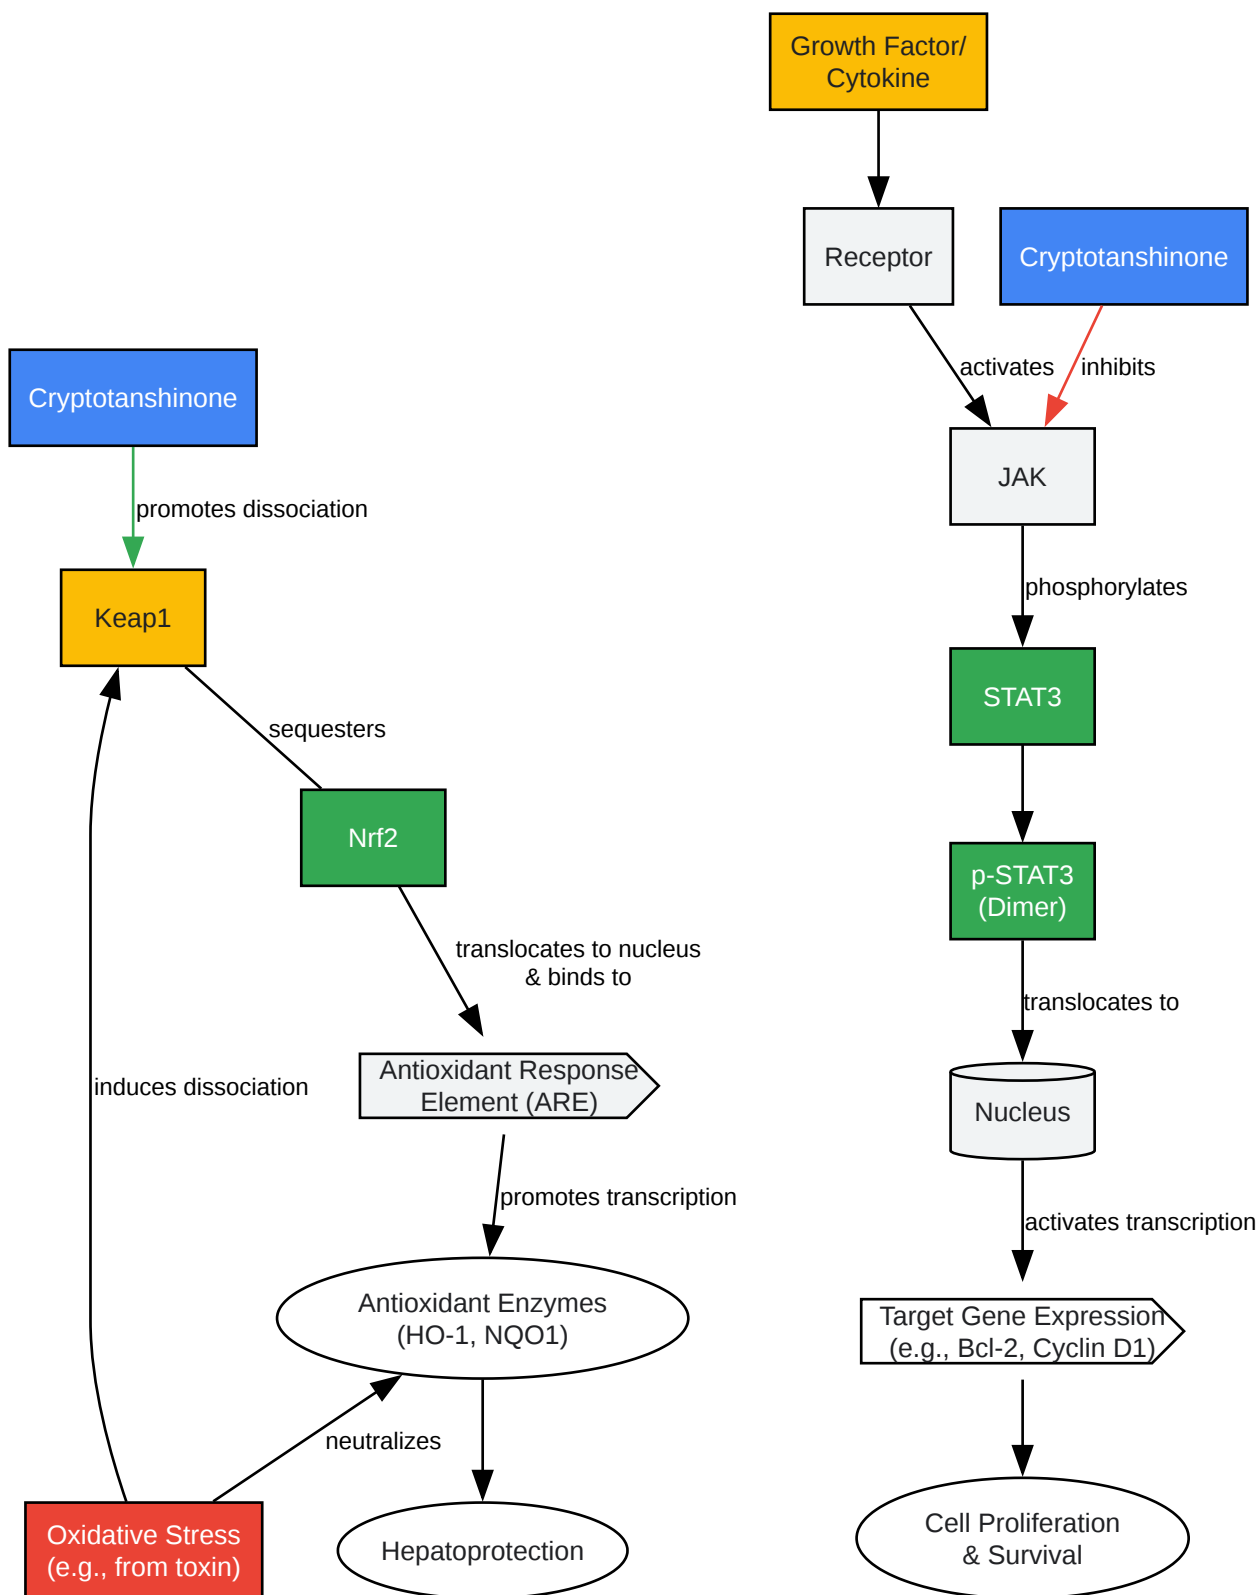 Growth Factor/
Cytokine
Receptor
Cryptotanshinone
activates
inhibits
JAK
phosphorylates
STAT3
p-STAT3
(Dimer)
translocates to
Nucleus
activates transcription
Target Gene Expression
(e.g., Bcl-2, Cyclin D1)
Cell Proliferation
& Survival
Cryptotanshinone
promotes dissociation
Keap1
sequesters
Nrf2
translocates to nucleus
& binds to
induces dissociation
Antioxidant Response
Element (ARE)
promotes transcription
Antioxidant Enzymes
(HO-1, NQO1)
neutralizes
Oxidative Stress
(e.g., from toxin)
Hepatoprotection